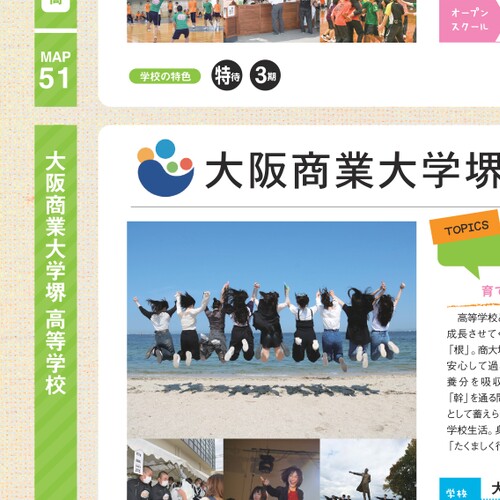 オープン
スクール
MAP
51
学校の特色
特待
3期
大阪商業大学堺 高等学校
大阪商業大学堺
TOPICS
育て
高等学校
成長させて
「根」。商大
安心して過
養分を吸収
「幹」を通る
として蓄えら
学校生活。
「たくましく行
学校